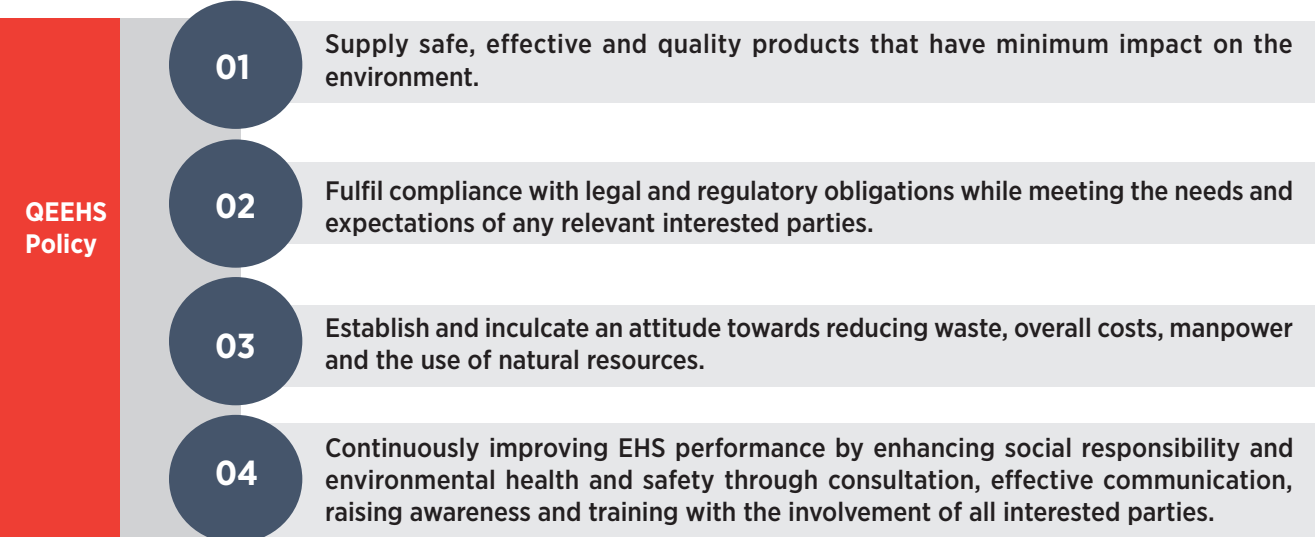 QEEHS
Policy
01
Supply safe, effective and quality products that have minimum impact on the
environment.
02
Fulfil compliance with legal and regulatory obligations while meeting the needs and
expectations of any relevant interested parties.
03
Establish and inculcate an attitude towards reducing waste, overall costs, manpower
and the use of natural resources.
04
Continuously improving EHS performance by enhancing social responsibility and
environmental health and safety through consultation, effective communication,
raising awareness and training with the involvement of all interested parties.